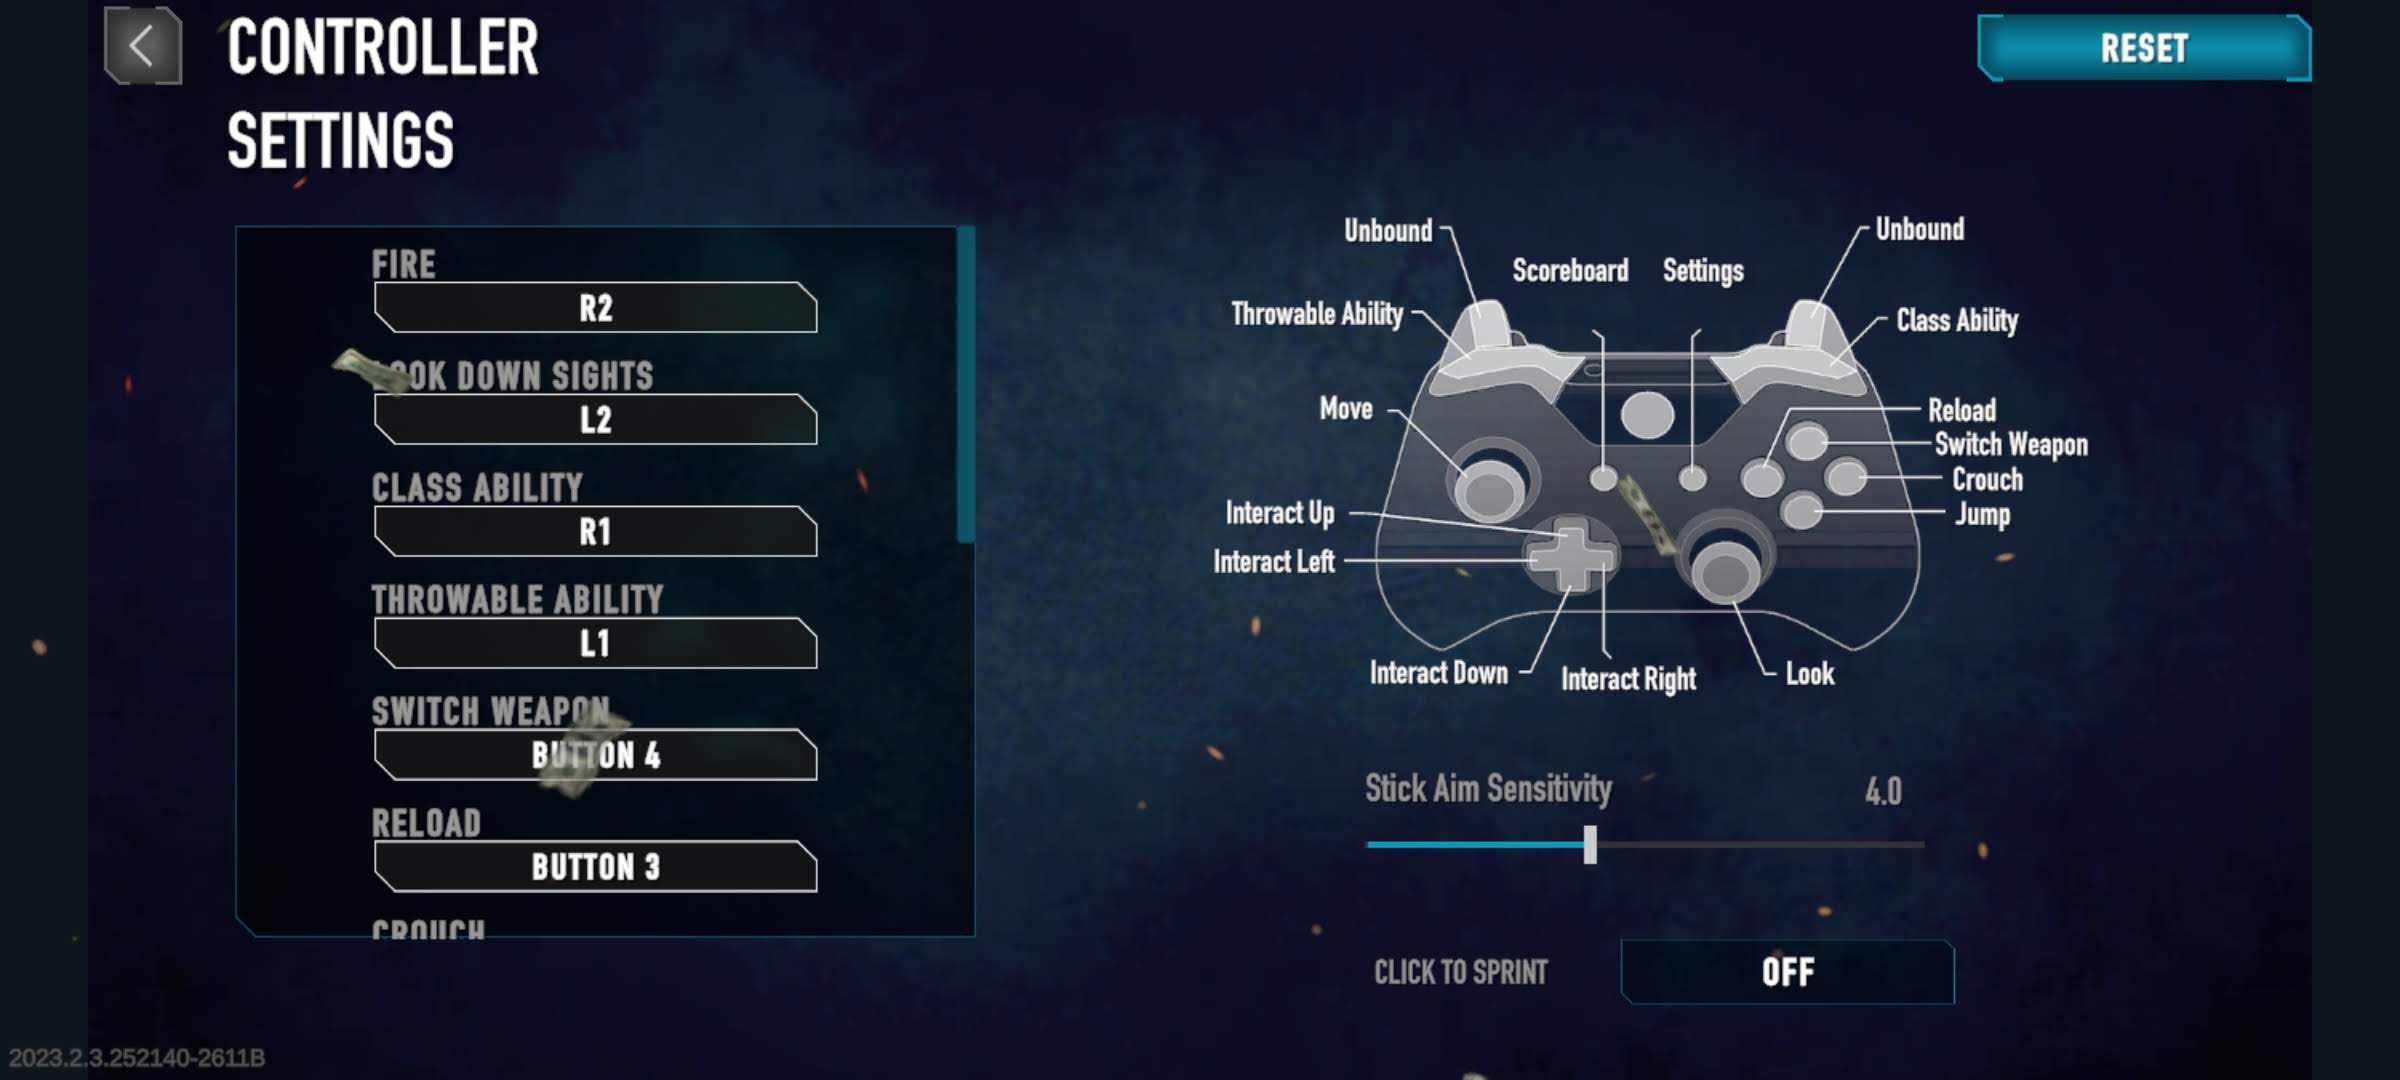 CONTROLLER
SETTINGS
RESET
FIRE
R2
LOOK DOWN SIGHTS
L2
CLASS ABILITY
R1
THROWABLE ABILITY
L1
SWITCH WEAPON
BUTTON 4
RELOAD
BUTTON 3
CROUCH
Unbound
Unbound
Scoreboard
Settings
Throwable Ability
Class Ability
Move
Reload
Switch Weapon
Crouch
Jump
Interact Up
Interact Left
Interact Down
Interact Right
Look
Stick Aim Sensitivity
4.0
CLICK TO SPRINT
OFF
2023.2.3.252140-2611B